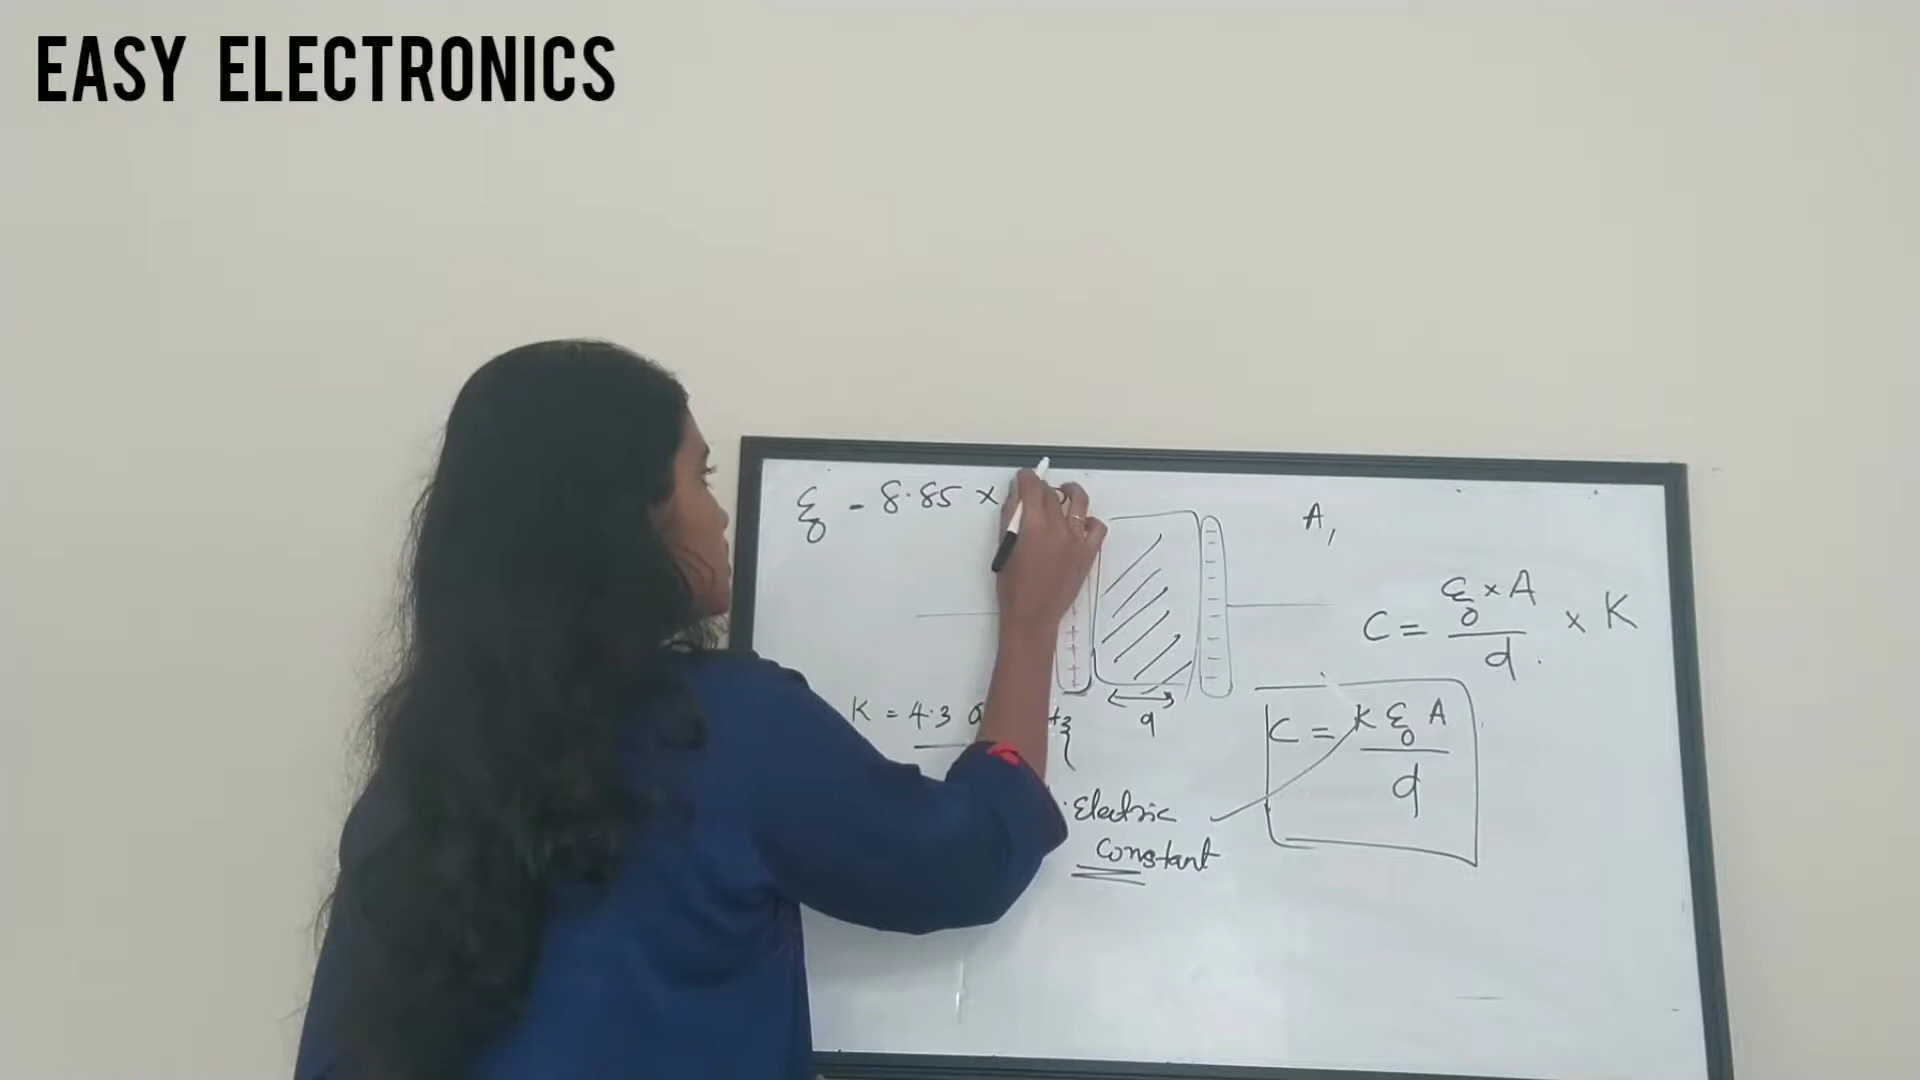 EASY ELECTRONICS
ε₀ - 8.85 ×
A,
C = ε₀ × A / d . × K
K = 4.3
d
C = K ε₀ A / d
Electric
Constant